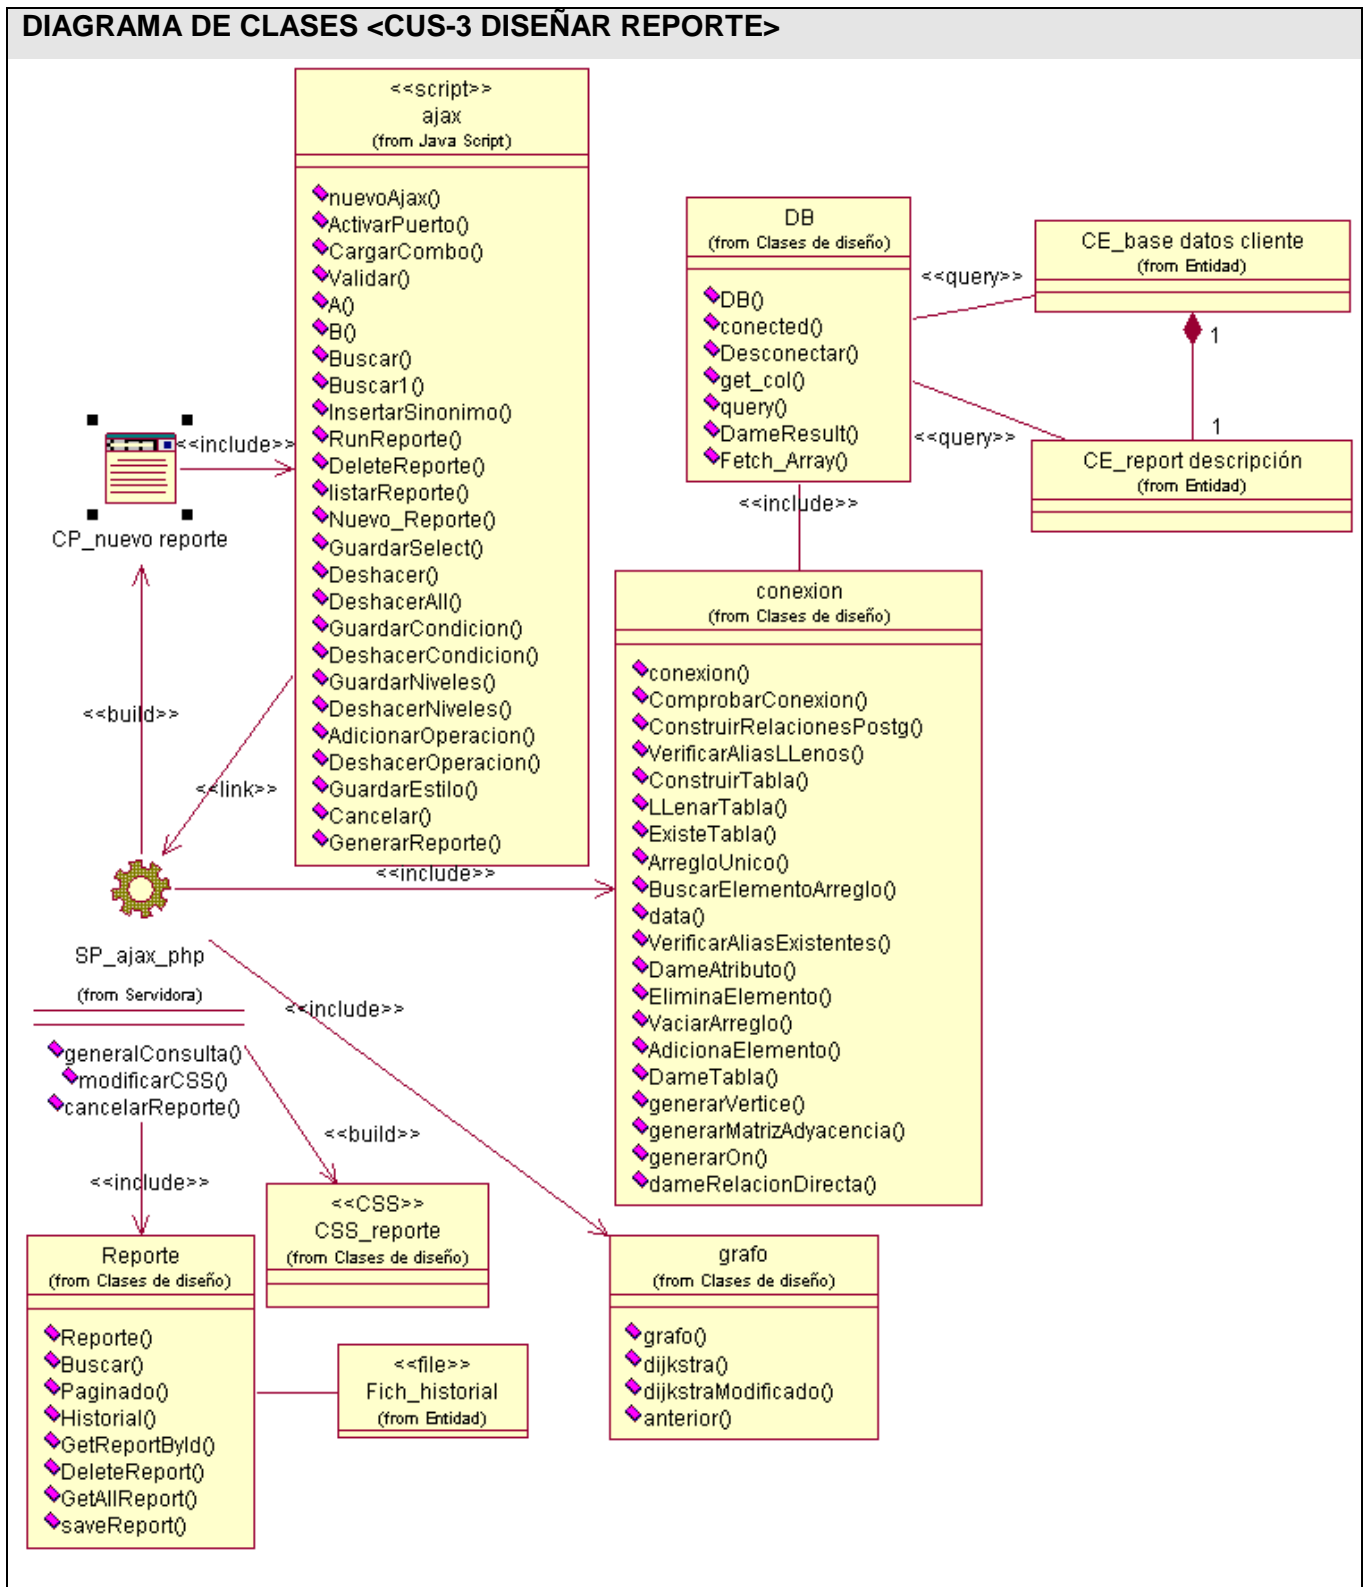 DIAGRAMA DE CLASES <CUS-3 DISEÑAR REPORTE>
<<script>>
ajax
(from Java Script)
nuevoAjax()
ActivarPuerto()
CargarCombo()
Validar()
A()
B()
Buscar()
Buscar1()
InsertarSinonimo()
RunReporte()
DeleteReporte()
listarReporte()
Nuevo_Reporte()
GuardarSelect()
Deshacer()
DeshacerAll()
GuardarCondicion()
DeshacerCondicion()
GuardarNiveles()
DeshacerNiveles()
AdicionarOperacion()
DeshacerOperacion()
GuardarEstilo()
Cancelar()
GenerarReporte()
DB
(from Clases de diseño)
DB()
conected()
Desconectar()
get_col()
query()
DameResult()
Fetch_Array()
<<query>>
CE_base datos cliente
(from Entidad)
1
1
<<query>>
CE_report descripción
(from Entidad)
<<include>>
CP_nuevo reporte
<<include>>
conexion
(from Clases de diseño)
conexion()
ComprobarConexion()
ConstruirRelacionesPostg()
VerificarAliasLLenos()
ConstruirTabla()
LLenarTabla()
ExisteTabla()
ArregloUnico()
BuscarElementoArreglo()
data()
VerificarAliasExistentes()
DameAtributo()
EliminaElemento()
VaciarArreglo()
AdicionaElemento()
DameTabla()
generarVertice()
generarMatrizAdyacencia()
generarOn()
dameRelacionDirecta()
<<build>>
<<link>>
<<include>>
SP_ajax_php
(from Servidora)
generalConsulta()
modificarCSS()
cancelarReporte()
<<include>>
<<build>>
<<include>>
<<CSS>>
CSS_reporte
(from Clases de diseño)
Reporte
(from Clases de diseño)
Reporte()
Buscar()
Paginado()
Historial()
GetReportById()
DeleteReport()
GetAllReport()
saveReport()
<<file>>
Fich_historial
(from Entidad)
grafo
(from Clases de diseño)
grafo()
dijkstra()
dijkstraModificado()
anterior()